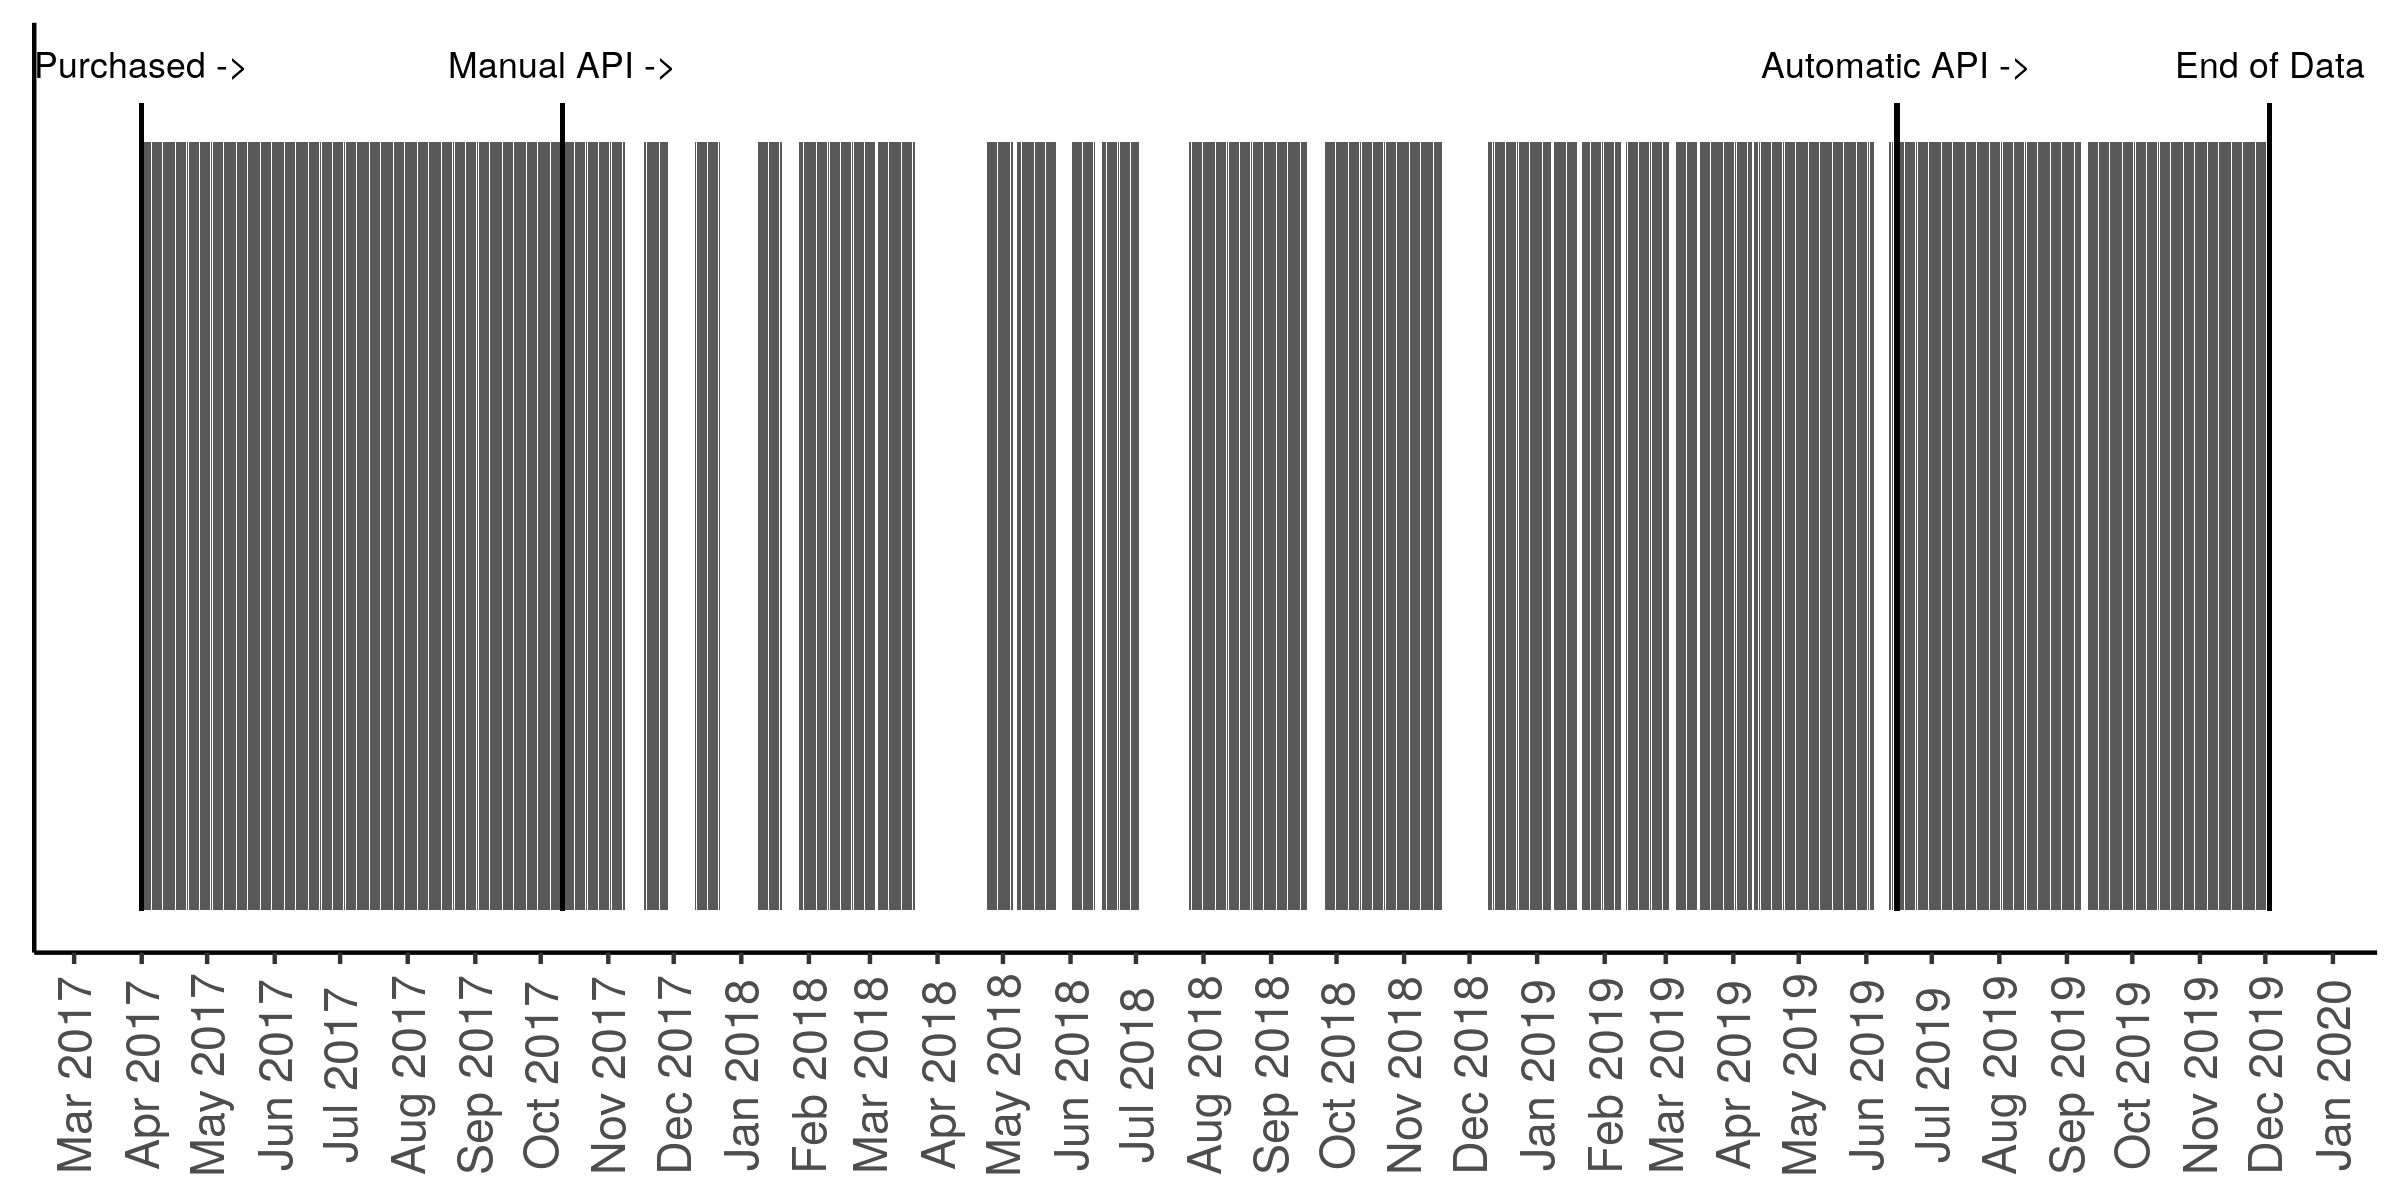 Purchased ->
Manual API ->
Automatic API ->
End of Data
Mar 2017
Apr 2017
May 2017
Jun 2017
Jul 2017
Aug 2017
Sep 2017
Oct 2017
Nov 2017
Dec 2017
Jan 2018
Feb 2018
Mar 2018
Apr 2018
May 2018
Jun 2018
Jul 2018
Aug 2018
Sep 2018
Oct 2018
Nov 2018
Dec 2018
Jan 2019
Feb 2019
Mar 2019
Apr 2019
May 2019
Jun 2019
Jul 2019
Aug 2019
Sep 2019
Oct 2019
Nov 2019
Dec 2019
Jan 2020